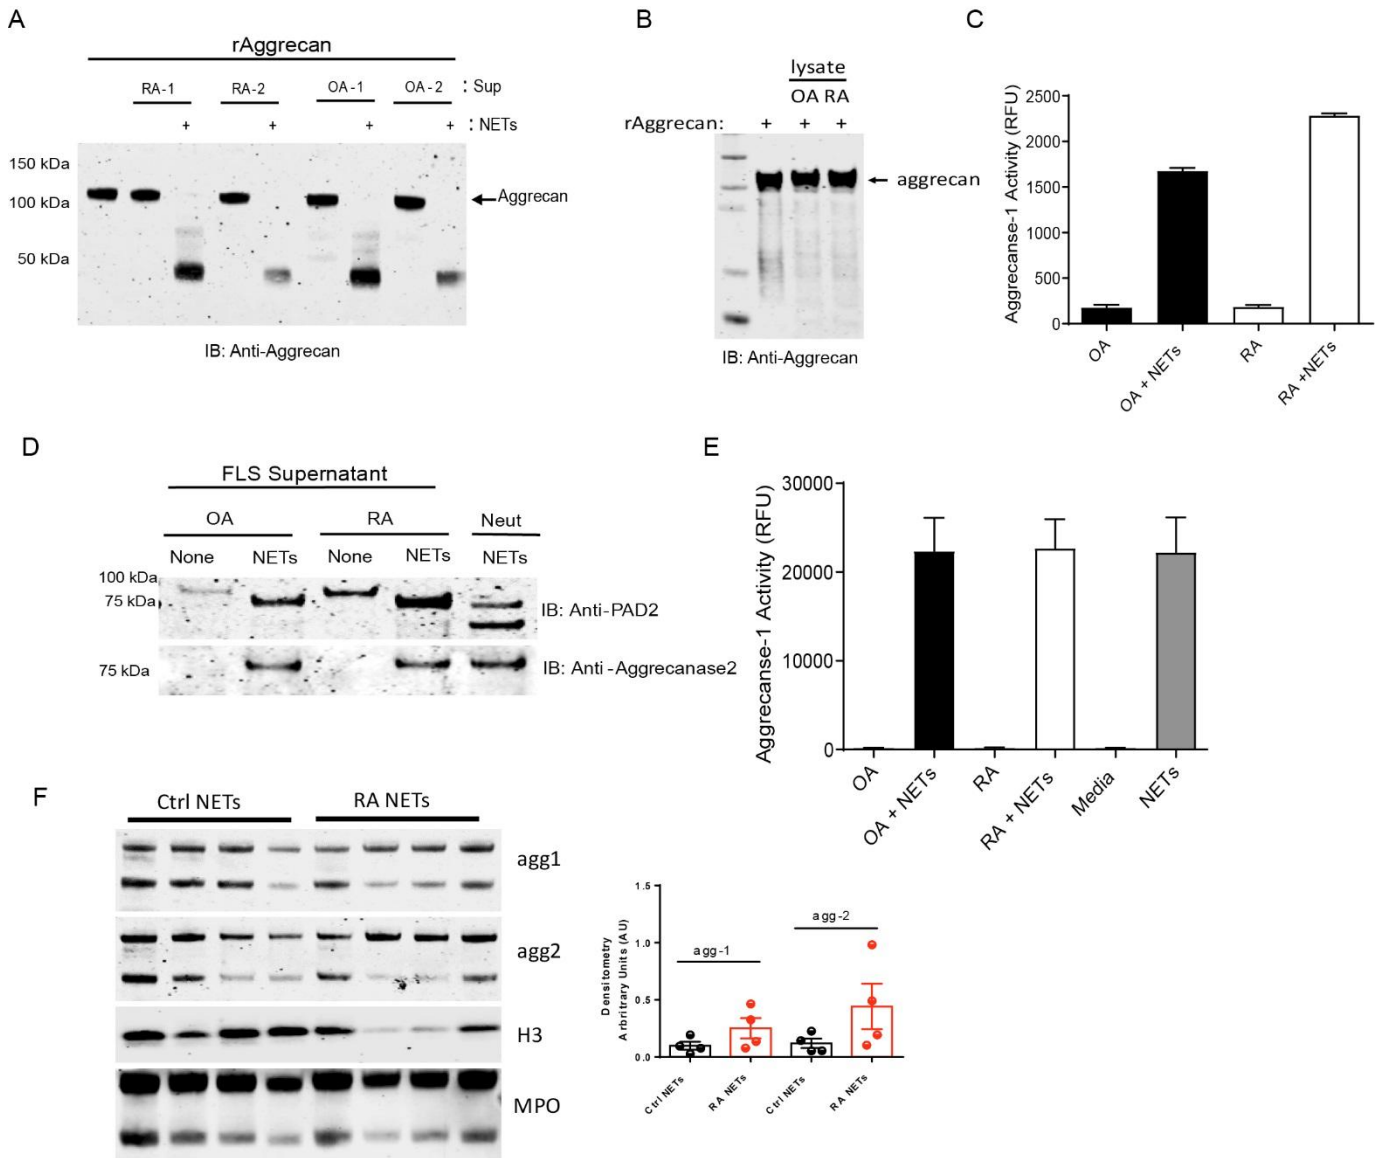 A
rAggrecan
RA-1 RA-2 OA-1 OA-2 : Sup
+ + + + : NETs
150 kDa
100 kDa
Aggrecan
50 kDa
IB: Anti-Aggrecan
B
lysate
OA RA
rAggrecan: + + +
aggrecan
IB: Anti-Aggrecan
C
Aggrecanse-1 Activity (RFU)
2500
2000
1500
1000
500
0
OA
OA + NETs
RA
RA +NETs
D
FLS Supernatant
OA RA Neut
None NETs None NETs NETs
100 kDa
75 kDa
IB: Anti-PAD2
75 kDa
IB: Anti-Aggrecanase2
E
Aggrecanse-1 Activity (RFU)
30000
20000
10000
0
OA
OA + NETs
RA
RA + NETs
Media
NETs
F
Ctrl NETs RA NETs
agg1
agg2
H3
MPO
Densitometry
Arbritrary Units (AU)
1.5
1.0
0.5
0.0
agg-1
agg-2
Ctrl NETs
RA NETs
Ctrl NETs
RA NETs